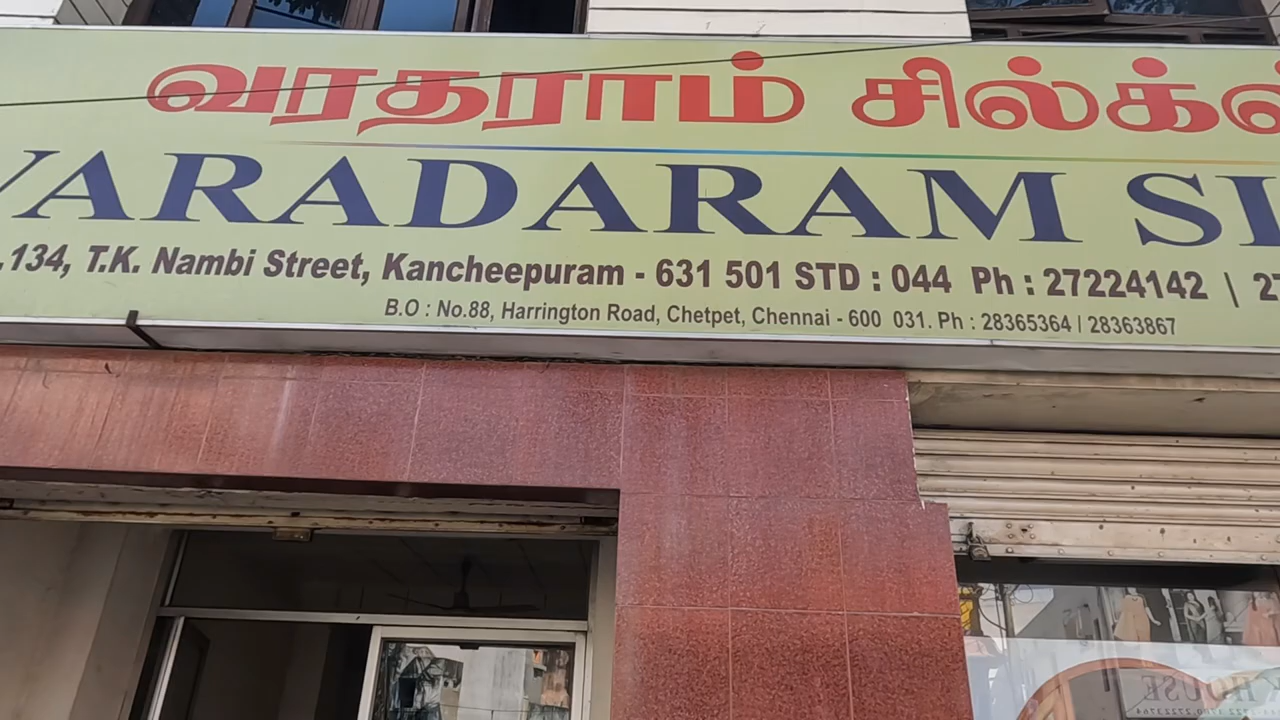 வரதராம் சில்க்ஸ்
VARADARAM SI
.134, T.K. Nambi Street, Kancheepuram - 631 501 STD : 044 Ph : 27224142 | 27
B.O : No.88, Harrington Road, Chetpet, Chennai - 600 031. Ph : 28365364 | 28363867
HOUSE